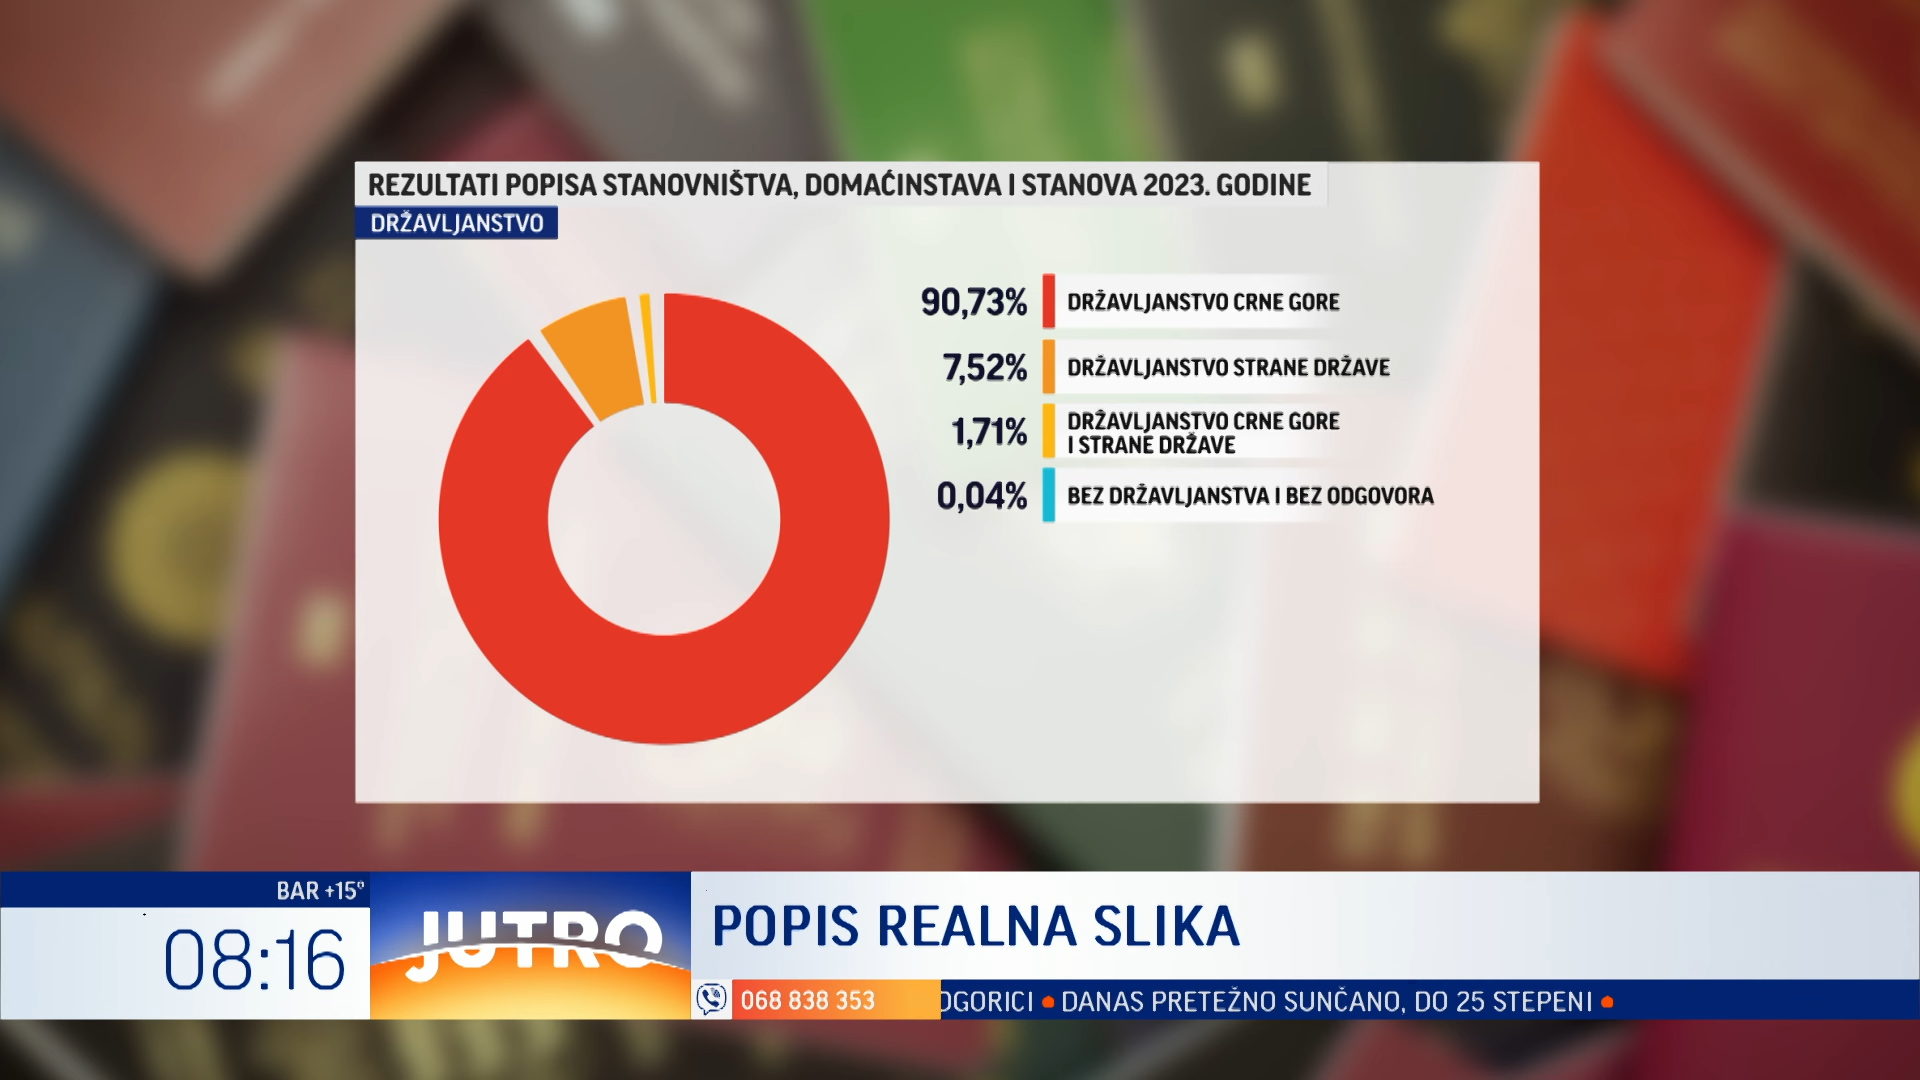 REZULTATI POPISA STANOVNIŠTVA, DOMAĆINSTAVA I STANOVA 2023. GODINE
DRŽAVLJANSTVO
90,73% DRŽAVLJANSTVO CRNE GORE
7,52% DRŽAVLJANSTVO STRANE DRŽAVE
1,71% DRŽAVLJANSTVO CRNE GORE
I STRANE DRŽAVE
0,04% BEZ DRŽAVLJANSTVA I BEZ ODGOVORA
BAR +15°
08:16
JUTRO
POPIS REALNA SLIKA
068 838 353
DGORICI • DANAS PRETEŽNO SUNČANO, DO 25 STEPENI •